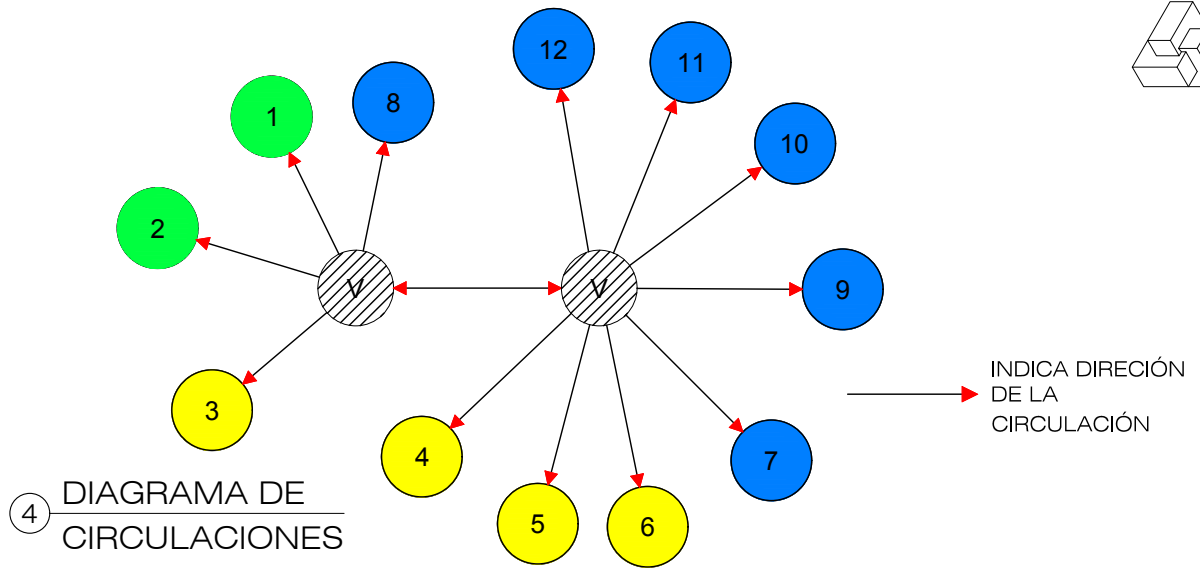 12
11
1
8
10
2
V
V
9
INDICA DIRECIÓN
DE LA
CIRCULACIÓN
3
4
7
5
6
4
DIAGRAMA DE
CIRCULACIONES